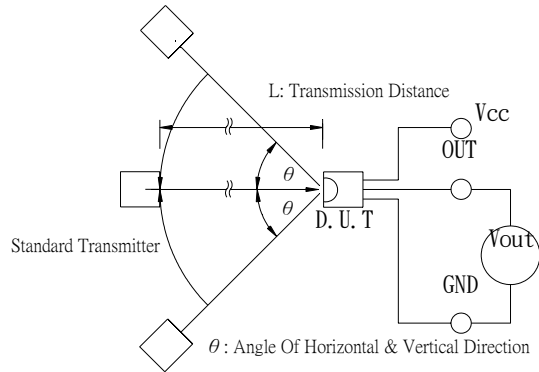 L: Transmission Distance
Vcc
OUT
θ
θ
D.U.T
Standard Transmitter
Vout
GND
θ: Angle Of Horizontal & Vertical Direction